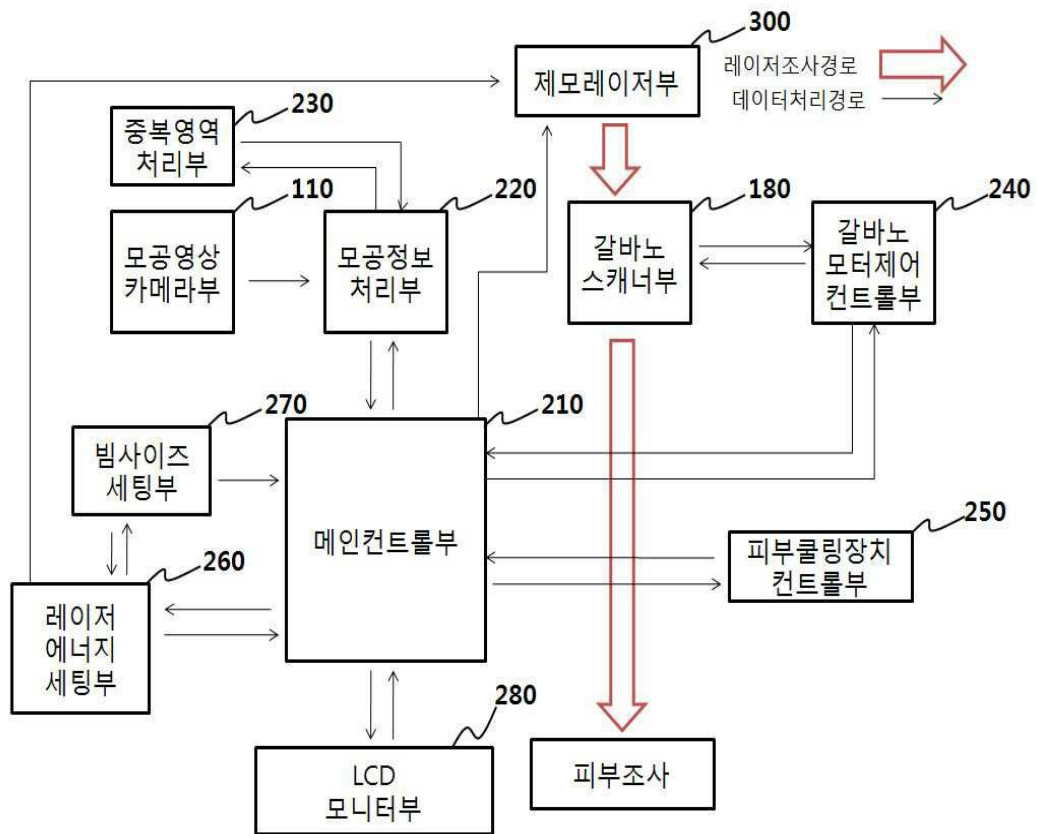 300
제모레이저부
레이저조사경로
데이터처리경로
230
중복영역
처리부
110
모공영상
카메라부
220
모공정보
처리부
180
갈바노
스캐너부
240
갈바노
모터제어
컨트롤부
270
빔사이즈
세팅부
210
메인컨트롤부
250
피부쿨링장치
컨트롤부
260
레이저
에너지
세팅부
280
LCD
모니터부
피부조사